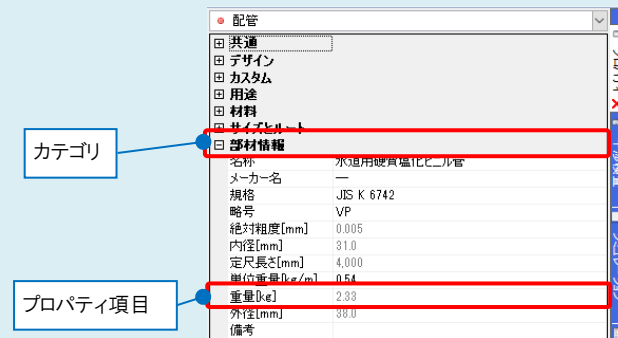 配管
共通
デザイン
カスタム
用途
材料
サイズとルート
カテゴリ
部材情報
名称 水道用硬質塩化ビニル管
メーカー名 ―
規格 JIS K 6742
略号 VP
絶対粗度[mm] 0.005
内径[mm] 31.0
定尺長さ[mm] 4,000
単位重量[kg/m] 0.54
プロパティ項目
重量[kg] 2.33
外径[mm] 38.0
備考